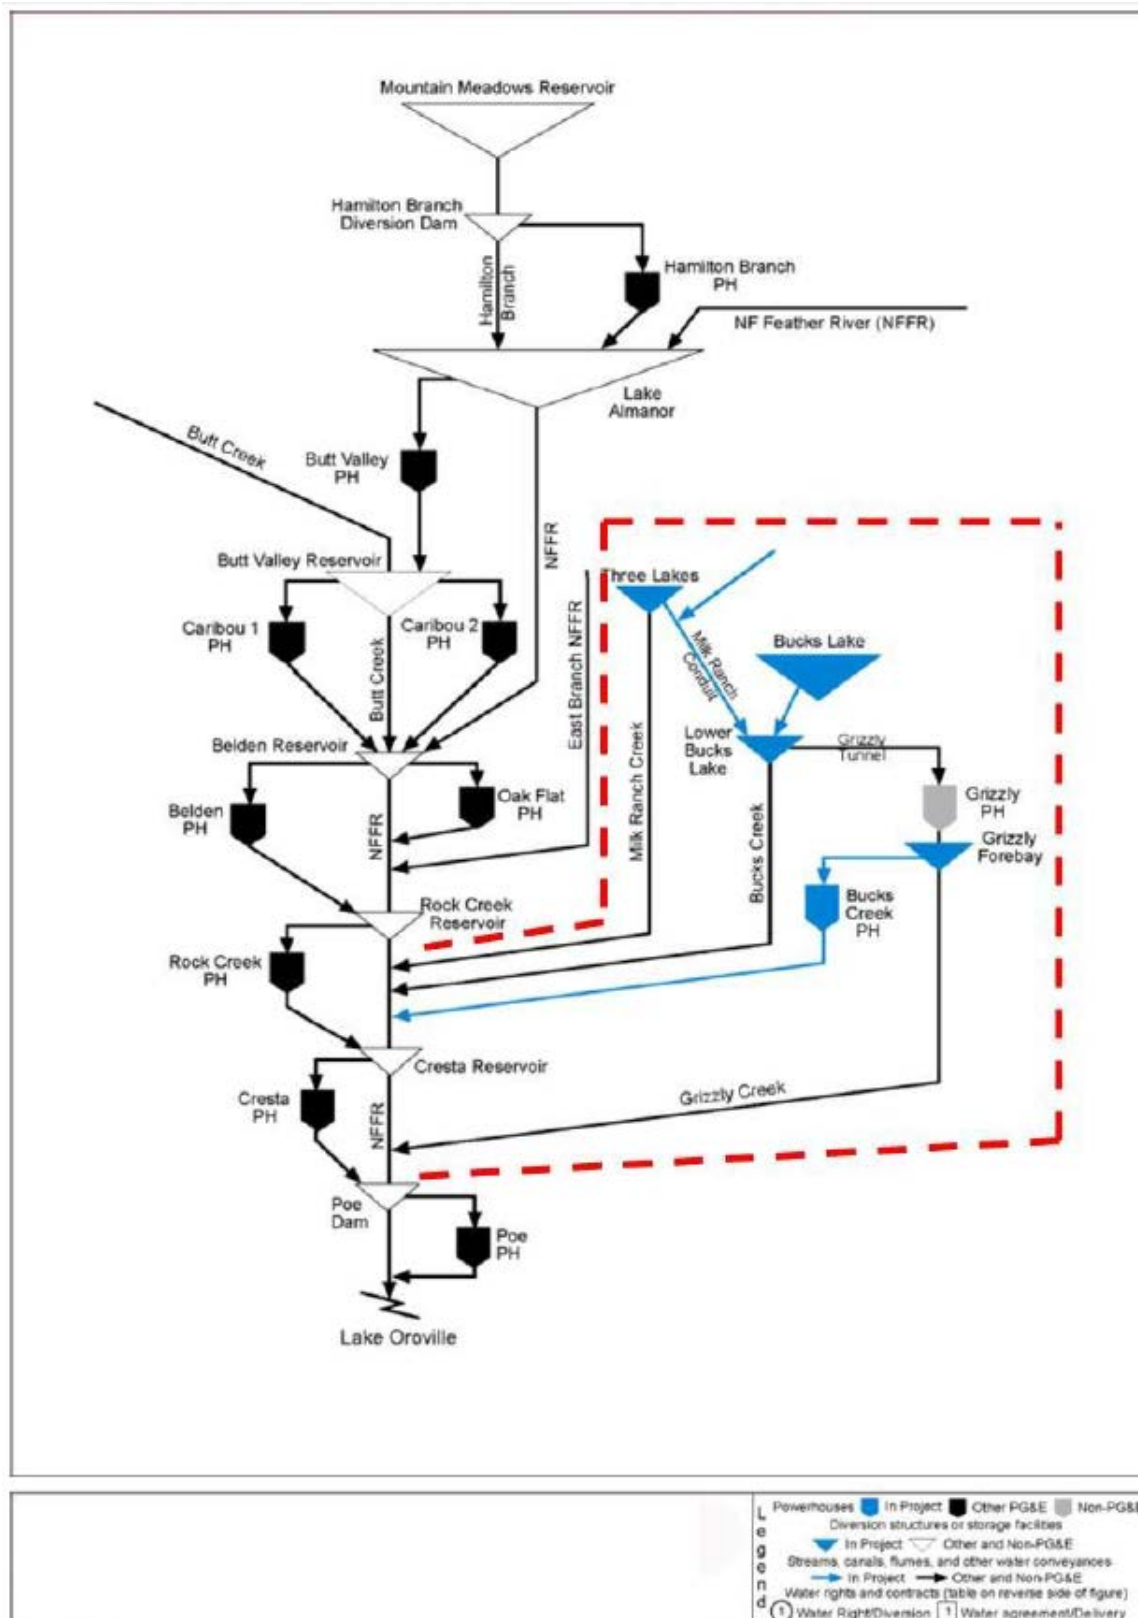 Mountain Meadows Reservoir
Hamilton Branch
Diversion Dam
Hamilton
Branch
Hamilton Branch
PH
NF Feather River (NFFR)
Lake
Almanor
Butt Creek
Butt Valley
PH
NFFR
Butt Valley Reservoir
Caribou 1
PH
Caribou 2
PH
Butt Creek
East Branch NFFR
Three Lakes
Milk Ranch
Conduit
Bucks Lake
Lower
Bucks
Lake
Grizzly
Tunnel
Belden Reservoir
Belden
PH
Oak Flat
PH
NFFR
Milk Ranch Creek
Bucks Creek
Grizzly
PH
Grizzly
Forebay
Bucks
Creek
PH
Rock Creek
Reservoir
Rock Creek
PH
Cresta Reservoir
Cresta
PH
NFFR
Grizzly Creek
Poe
Dam
Poe
PH
Lake Oroville
Legend
Powerhouses In Project Other PG&E Non-PG&E
Diversion structures or storage facilities
In Project Other and Non-PG&E
Streams, canals, flumes, and other water conveyances
In Project Other and Non-PG&E
Water rights and contracts (table on reverse side of figure)
1 Water Right/Diversion 1 Water agreement/Delivery